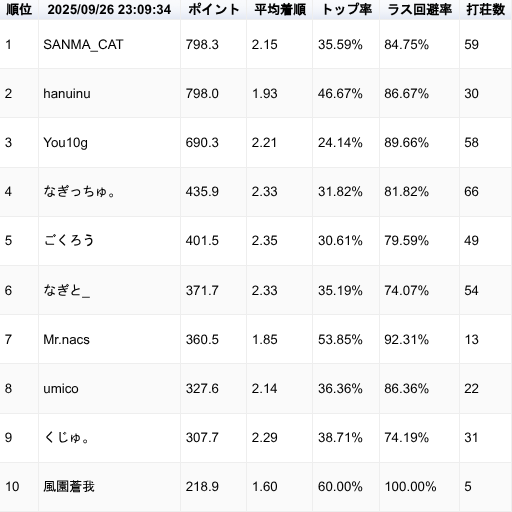 順位 2025/09/26 23:09:34 ポイント 平均着順 トップ率 ラス回避率 打荘数
1 SANMA_CAT 798.3 2.15 35.59% 84.75% 59
2 hanuinu 798.0 1.93 46.67% 86.67% 30
3 You10g 690.3 2.21 24.14% 89.66% 58
4 なぎっちゅ。 435.9 2.33 31.82% 81.82% 66
5 ごくろう 401.5 2.35 30.61% 79.59% 49
6 なぎと_ 371.7 2.33 35.19% 74.07% 54
7 Mr.nacs 360.5 1.85 53.85% 92.31% 13
8 umico 327.6 2.14 36.36% 86.36% 22
9 くじゅ。 307.7 2.29 38.71% 74.19% 31
10 風園蒼我 218.9 1.60 60.00% 100.00% 5